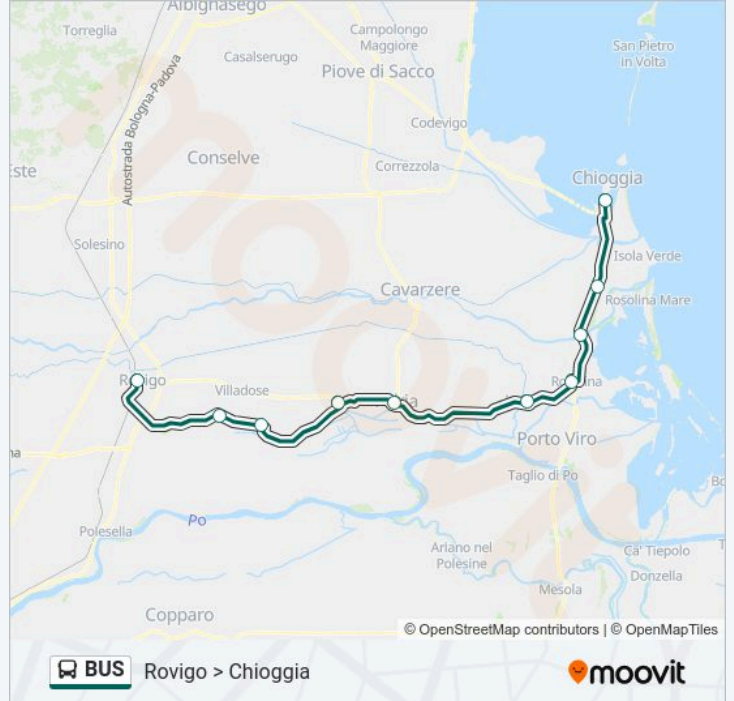 Albignasego
Torreglia
Campolongo
Maggiore
San Pietro
in Volta
Casalserugo
Piove di Sacco
Autostrada Bologna-Padova
Codevigo
Conselve
Correzzola
Este
Chioggia
Solesino
Isola Verde
Cavarzere
Rosolina Mare
Rovigo
Villadose
Porto Viro
Taglio di Po
Po
Polesella
Ariano nel
Polesine
Ca' Tiepolo
Donzella
Mesola
Copparo
© OpenStreetMap contributors | © OpenMapTiles
BUS Rovigo > Chioggia moovit